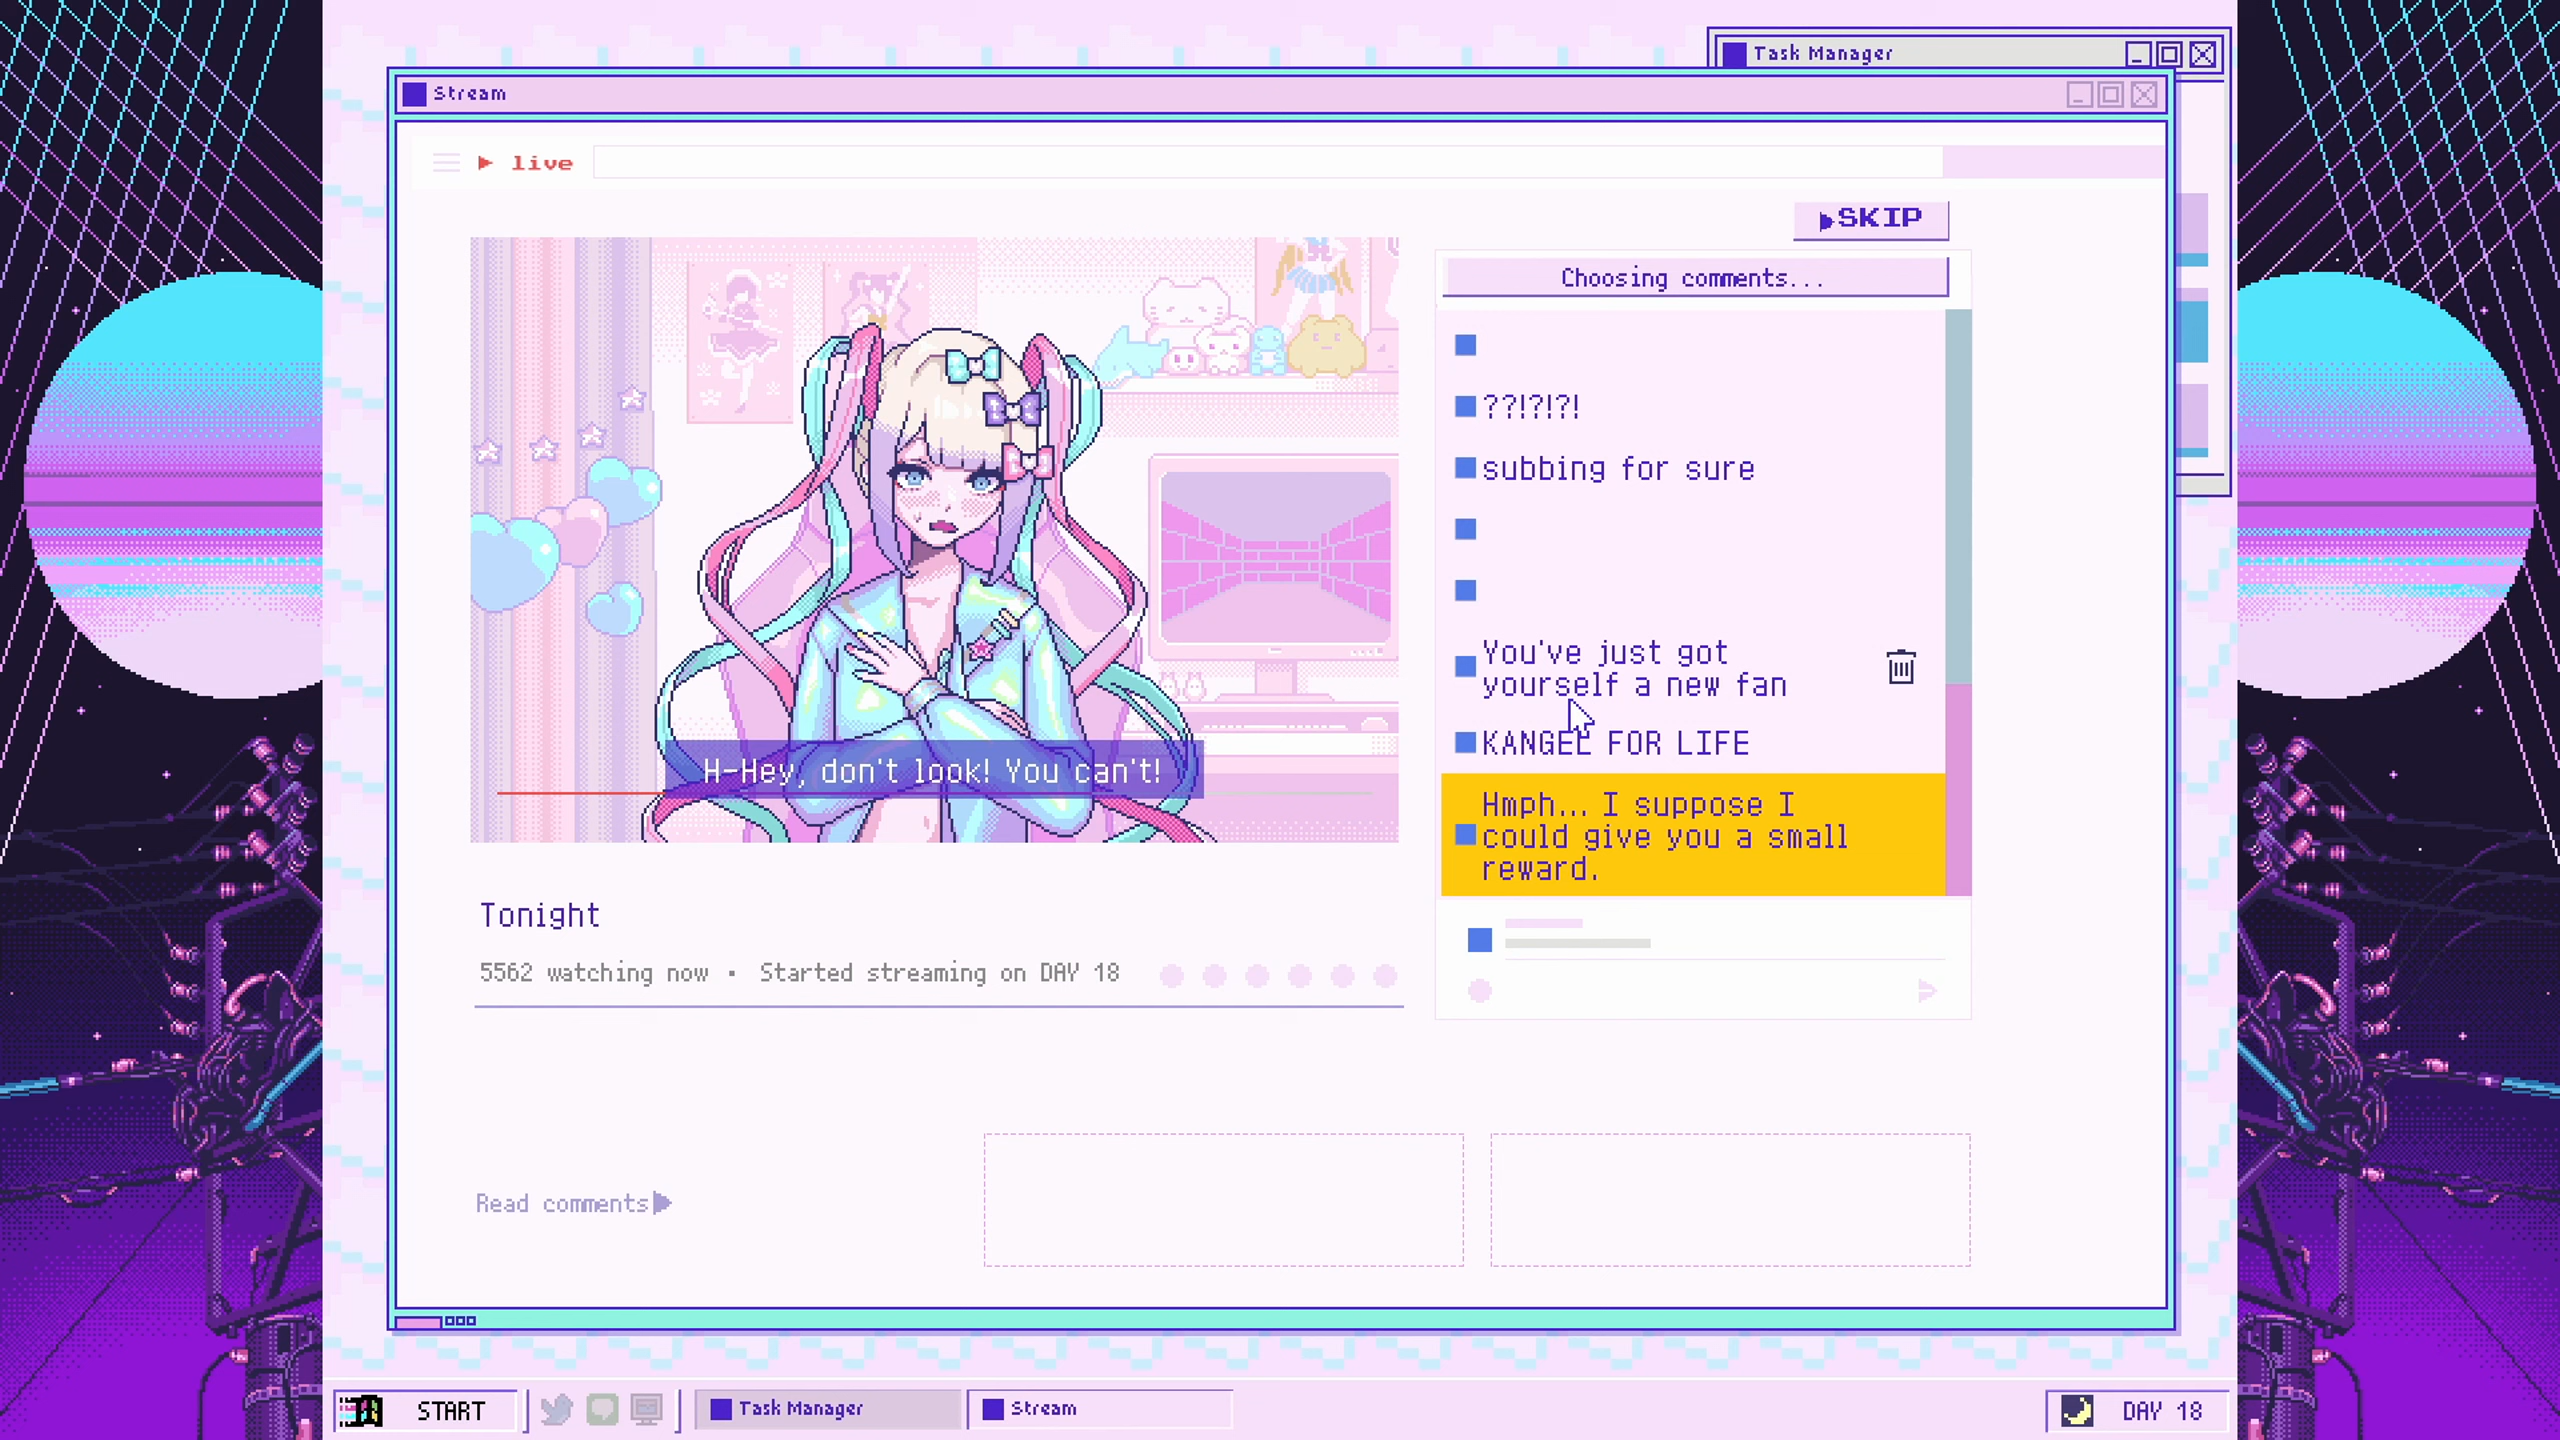 Task Manager
Stream
live
SKIP
Choosing comments...
??!?!?!
subbing for sure
You've just got
yourself a new fan
KANGEL FOR LIFE
Hmph... I suppose I
could give you a small
reward.
H-Hey, don't look! You can't!
Tonight
5562 watching now • Started streaming on DAY 18
Read comments
START
Task Manager
Stream
DAY 18